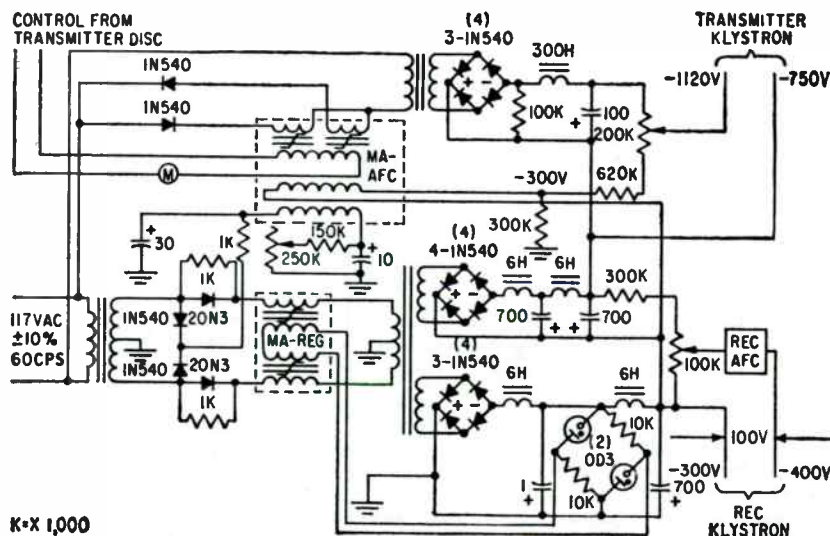 CONTROL FROM
TRANSMITTER DISC
(4)
3-1N540
TRANSMITTER
KLYSTRON
1N540
300H
-1120V
-750V
1N540
100K
+
100
200K
MA-
AFC
M
-300V
620K
+
30
1K
150K
300K
250K
+
10
(4)
4-1N540
6H
6H
1K
300K
117VAC
±10%
60CPS
1N540
20N3
MA-REG
+ -
700
+
+
700
REC
AFC
100K
20N3
1N540
(4)
3-1N540
6H
6H
1K
+ -
10K
(2)
OD3
100V
-300V
-400V
1
+
10K
700
+
REC
KLYSTRON
K=X 1,000